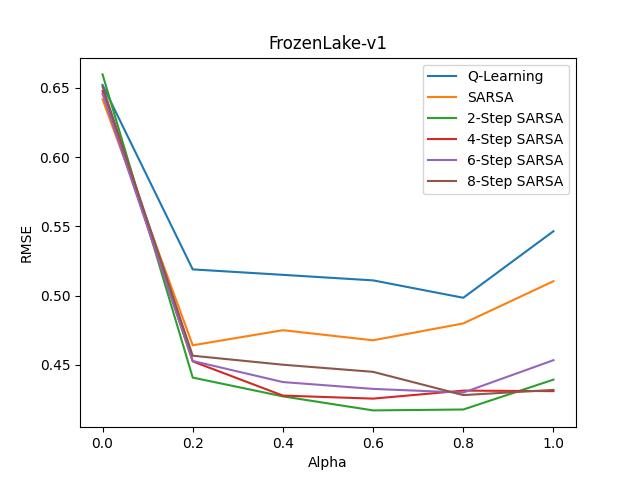 FrozenLake-v1
Q-Learning
SARSA
2-Step SARSA
4-Step SARSA
6-Step SARSA
8-Step SARSA
RMSE
0.65
0.60
0.55
0.50
0.45
0.0 0.2 0.4 0.6 0.8 1.0
Alpha